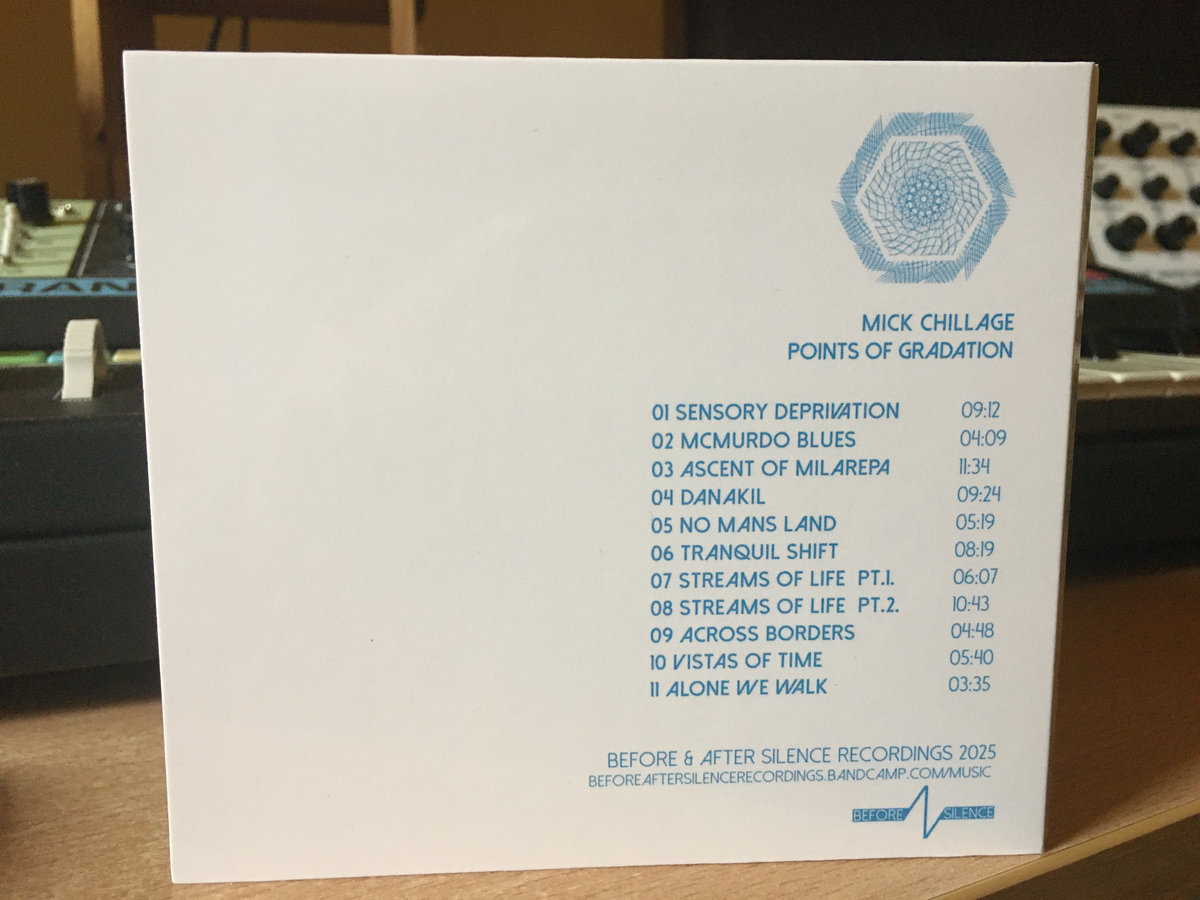 MICK CHILLAGE
POINTS OF GRADATION
01 SENSORY DEPRIVATION 09:12
02 MCMURDO BLUES 04:09
03 ASCENT OF MILAREPA 11:34
04 DANAKIL 09:24
05 NO MANS LAND 05:19
06 TRANQUIL SHIFT 08:19
07 STREAMS OF LIFE PT.1. 06:07
08 STREAMS OF LIFE PT.2. 10:43
09 ACROSS BORDERS 04:48
10 VISTAS OF TIME 05:40
11 ALONE WE WALK 03:35
BEFORE & AFTER SILENCE RECORDINGS 2025
BEFOREAFTERSILENCERECORDINGS.BANDCAMP.COM/MUSIC
BEFORE SILENCE